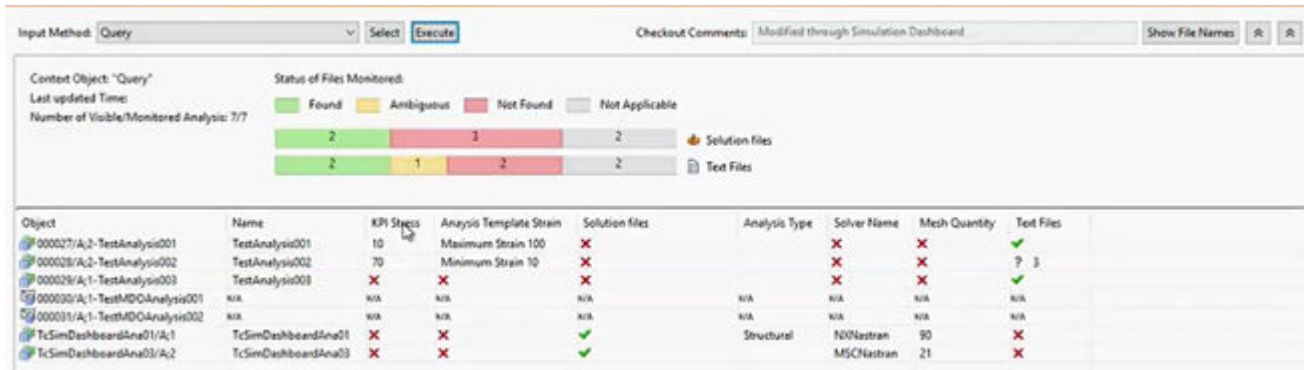 Input Method: Query Select Execute Checkout Comments: Modified through Simulation Dashboard Show File Names
Context Object: "Query" Status of Files Monitored:
Last updated Time: Found Ambiguous Not Found Not Applicable
Number of Visible/Monitored Analysis: 7/7
2 3 2 Solution files
2 1 2 2 Text Files
Object Name KPI Stress Anaysis Template Strain Solution files Analysis Type Solver Name Mesh Quantity Text Files
000027/A;2-TestAnalysis001 TestAnalysis001 10 Maximum Strain 100
000028/A;2-TestAnalysis002 TestAnalysis002 70 Minimum Strain 10 ? 3
000029/A;1-TestAnalysis003 TestAnalysis003
000030/A;1-TestMDOAnalysis001 N/A N/A N/A N/A N/A N/A N/A N/A
000031/A;1-TestMDOAnalysis002 N/A N/A N/A N/A N/A N/A N/A N/A
TcSimDashboardAna01/A;1 TcSimDashboardAna01 Structural NXNastran 90
TcSimDashboardAna03/A;2 TcSimDashboardAna03 MSCNastran 21